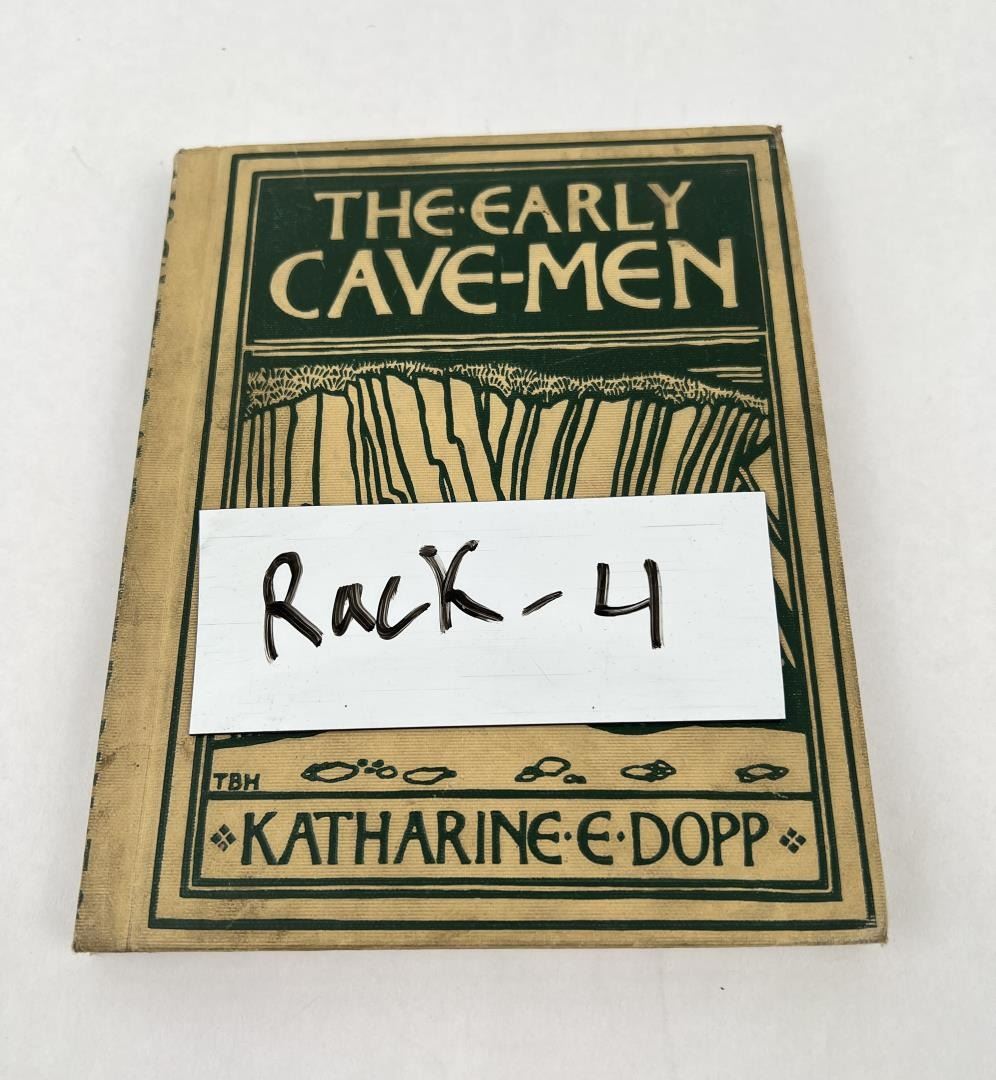 THE·EARLY
CAVE-MEN
Rack-4
TBH
KATHARINE·E·DOPP